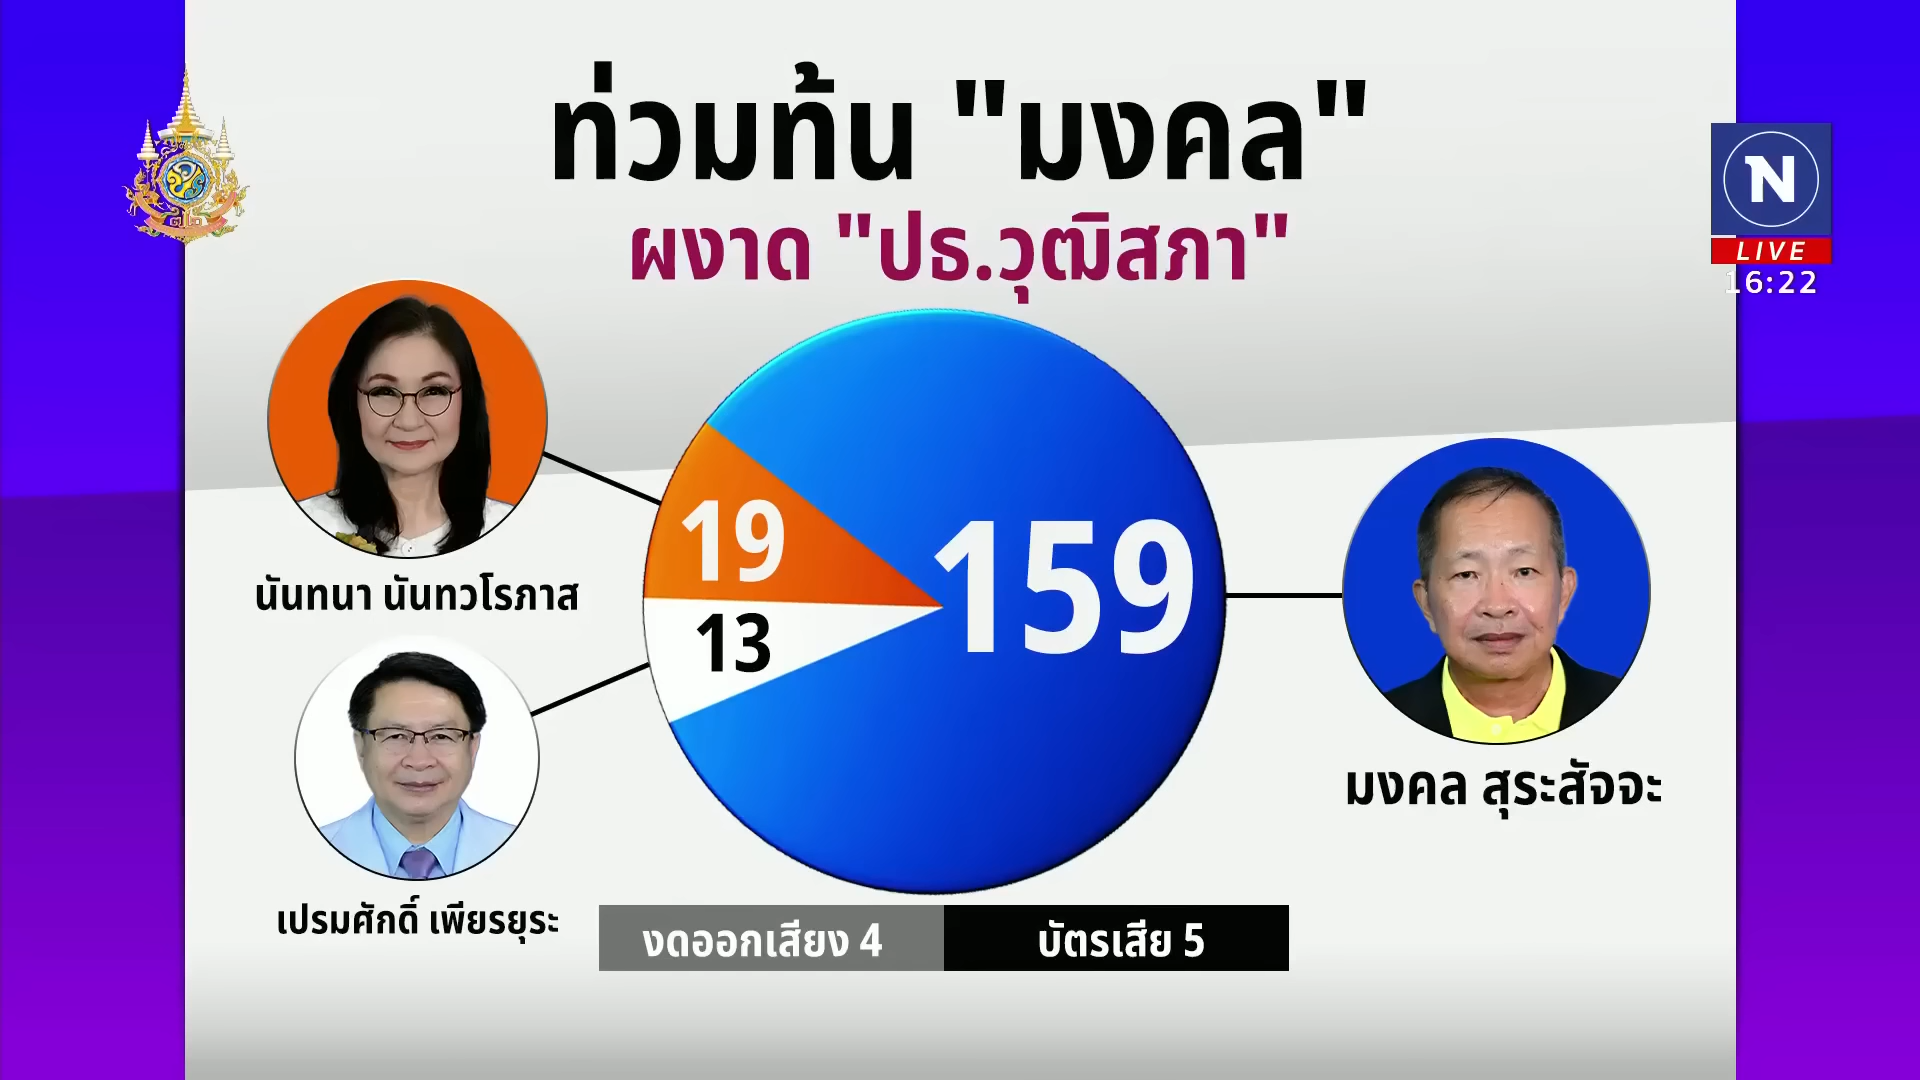 ท่วมท้น "มงคล"
ผงาด "ปธ.วุฒิสภา"
N
LIVE
16:22
19
13
159
นันทนา นันทวโรภาส
เปรมศักดิ์ เพียรยุระ
มงคล สุระสัจจะ
งดออกเสียง 4
บัตรเสีย 5